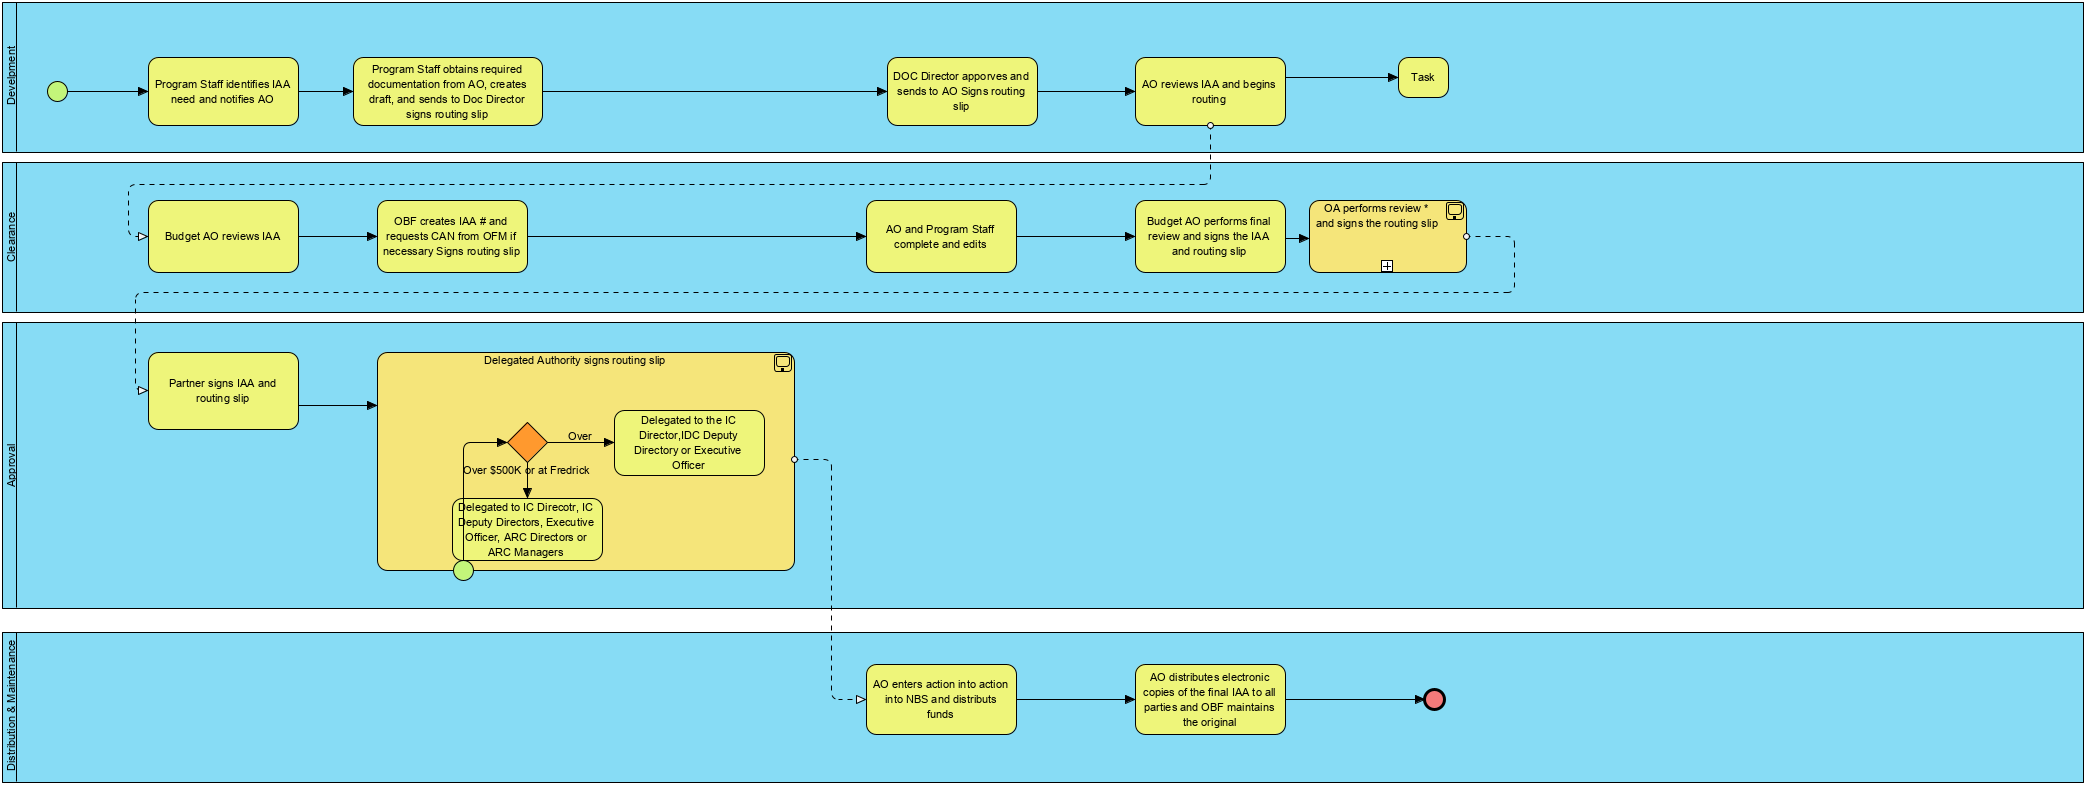 Develpment
Program Staff identifies IAA
need and notifies AO
Program Staff obtains required
documentation from AO, creates
draft, and sends to Doc Director
signs routing slip
DOC Director apporves and
sends to AO Signs routing
slip
AO reviews IAA and begins
routing
Task
Clearance
Budget AO reviews IAA
OBF creates IAA # and
requests CAN from OFM if
necessary Signs routing slip
AO and Program Staff
complete and edits
Budget AO performs final
review and signs the IAA
and routing slip
OA performs review *
and signs the routing slip
Approval
Partner signs IAA and
routing slip
Delegated Authority signs routing slip
Over
Delegated to the IC
Director,IDC Deputy
Directory or Executive
Officer
Over $500K or at Fredrick
Delegated to IC Direcotr, IC
Deputy Directors, Executive
Officer, ARC Directors or
ARC Managers
Distribution & Maintenance
AO enters action into action
into NBS and distributs
funds
AO distributes electronic
copies of the final IAA to all
parties and OBF maintains
the original